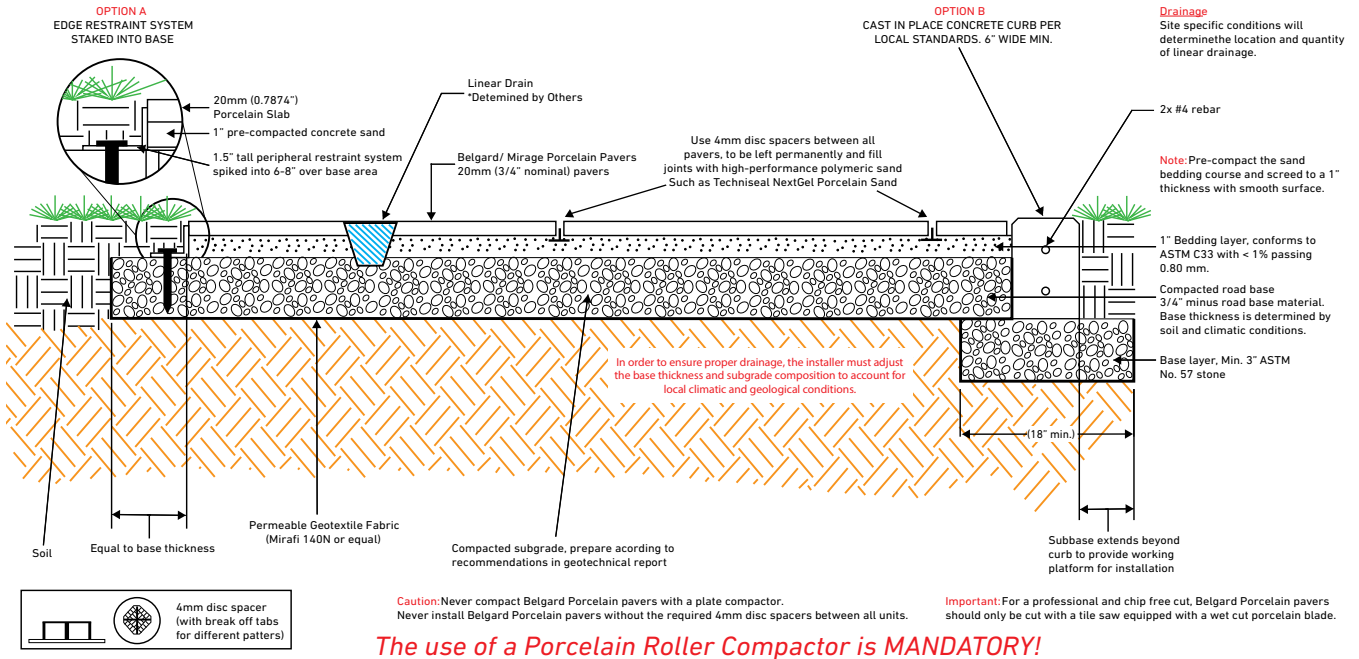 OPTION A
EDGE RESTRAINT SYSTEM
STAKED INTO BASE
OPTION B
CAST IN PLACE CONCRETE CURB PER
LOCAL STANDARDS. 6" WIDE MIN.
Drainage
Site specific conditions will
determinethe location and quantity
of linear drainage.
20mm (0.7874")
Porcelain Slab
1" pre-compacted concrete sand
1.5" tall peripheral restraint system
spiked into 6-8" over base area
Linear Drain
*Detemined by Others
Belgard/ Mirage Porcelain Pavers
20mm (3/4" nominal) pavers
Use 4mm disc spacers between all
pavers, to be left permanently and fill
joints with high-performance polymeric sand
Such as Techniseal NextGel Porcelain Sand
2x #4 rebar
Note: Pre-compact the sand
bedding course and screed to a 1"
thickness with smooth surface.
1" Bedding layer, conforms to
ASTM C33 with < 1% passing
0.80 mm.
Compacted road base
3/4" minus road base material.
Base thickness is determined by
soil and climatic conditions.
Base layer, Min. 3" ASTM
No. 57 stone
In order to ensure proper drainage, the installer must adjust
the base thickness and subgrade composition to account for
local climatic and geological conditions.
(18" min.)
Soil
Equal to base thickness
Permeable Geotextile Fabric
(Mirafi 140N or equal)
Compacted subgrade, prepare acording to
recommendations in geotechnical report
Subbase extends beyond
curb to provide working
platform for installation
4mm disc spacer
(with break off tabs
for different patters)
Caution: Never compact Belgard Porcelain pavers with a plate compactor.
Never install Belgard Porcelain pavers without the required 4mm disc spacers between all units.
Important: For a professional and chip free cut, Belgard Porcelain pavers
should only be cut with a tile saw equipped with a wet cut porcelain blade.
The use of a Porcelain Roller Compactor is MANDATORY!